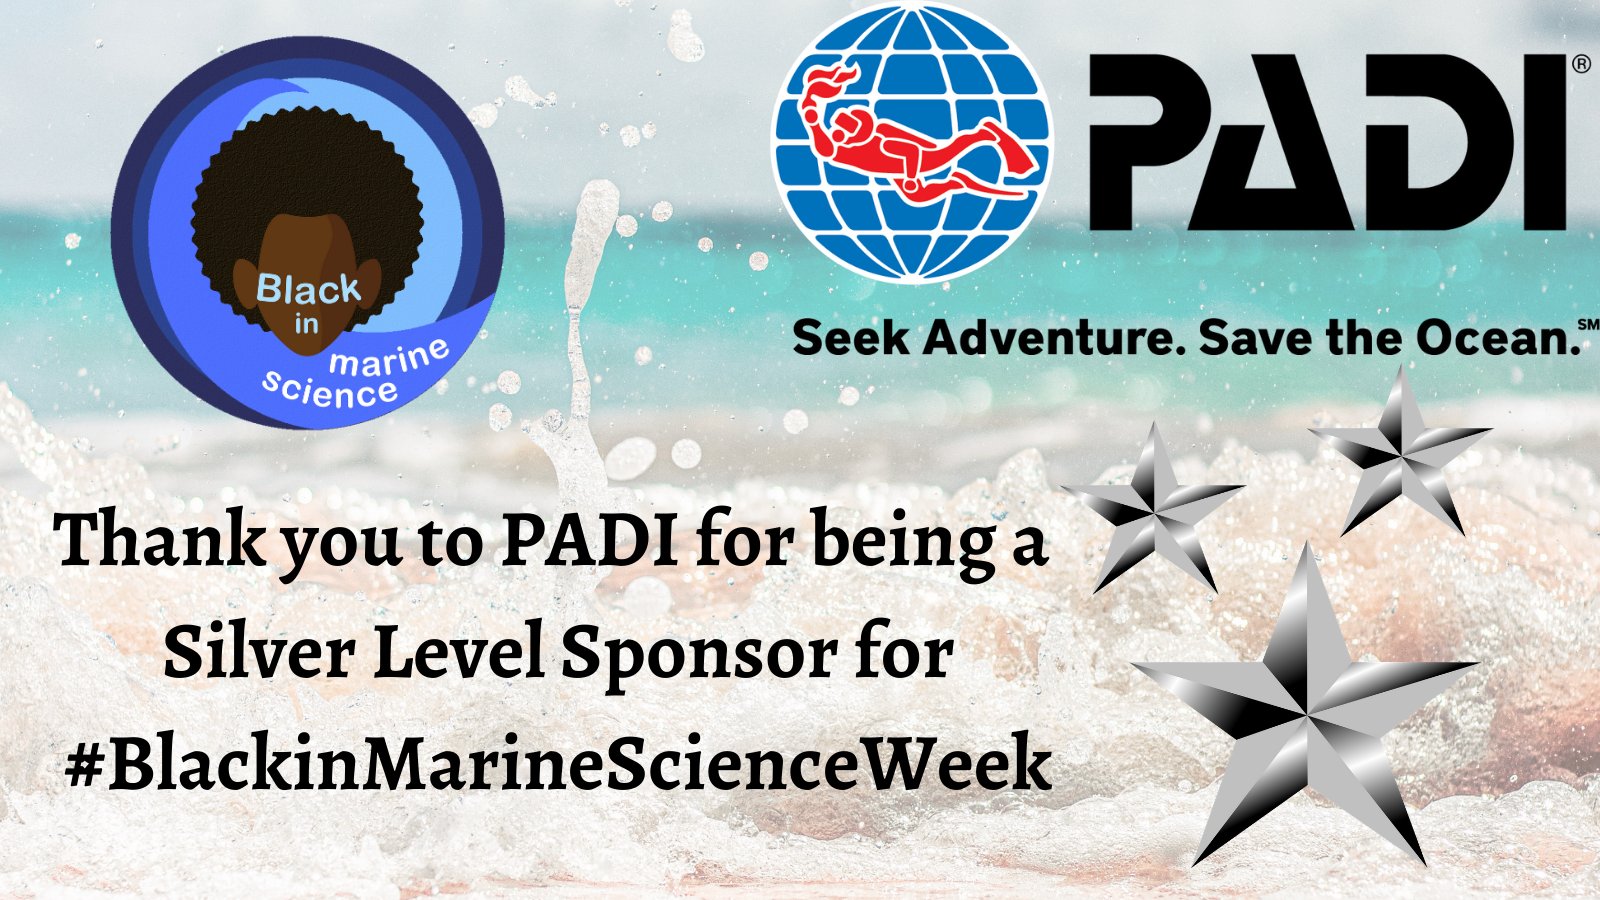 Black
in
marine
science
PADI®
Seek Adventure. Save the Ocean.℠
Thank you to PADI for being a
Silver Level Sponsor for
#BlackinMarineScienceWeek